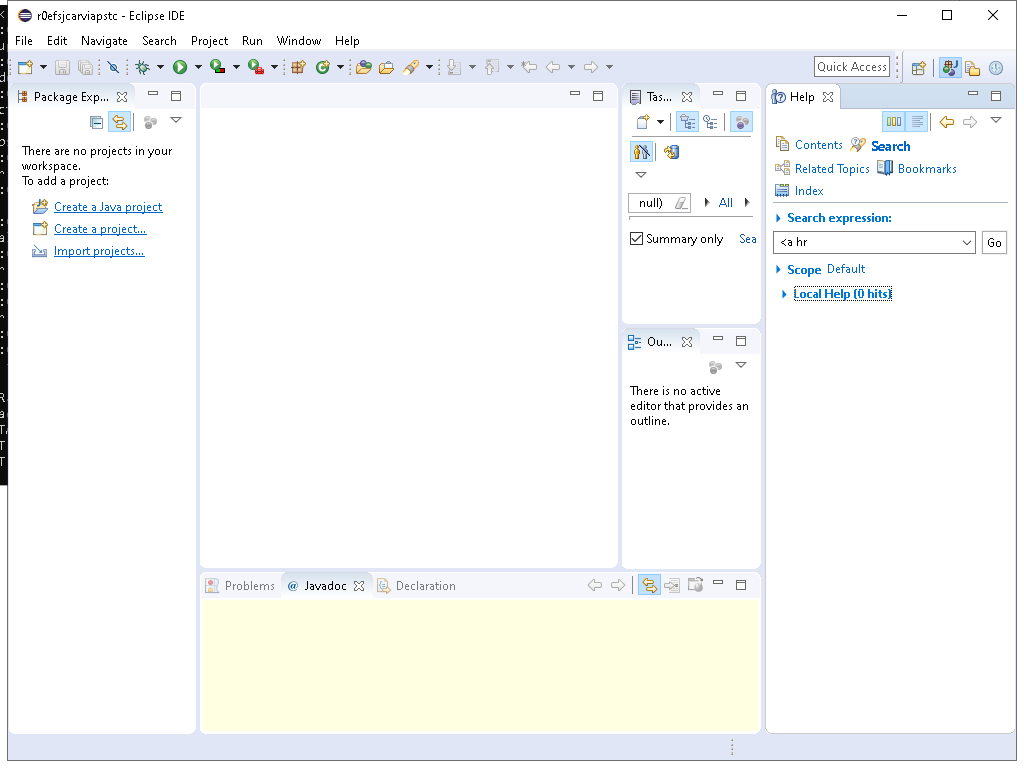 r0efsjcarviapstc - Eclipse IDE
File Edit Navigate Search Project Run Window Help
Quick Access
Package Exp...
Tas...
Help
There are no projects in your
workspace.
To add a project:
Create a Java project
Create a project...
Import projects...
null) All
Summary only Sea
Ou...
There is no active
editor that provides an
outline.
Contents Search
Related Topics Bookmarks
Index
Search expression:
<a hr Go
Scope Default
Local Help (0 hits)
Problems @ Javadoc Declaration